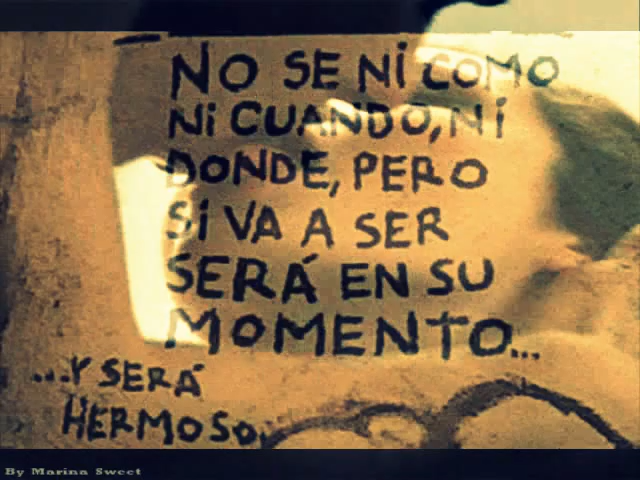 NO SE Ni COMO
Ni CUANDO, Ni
DONDE, PERO
Si VA A SER
SERÁ EN SU
MOMENTO...
...Y SERÁ
HERMOSO.
By Marina Sweet